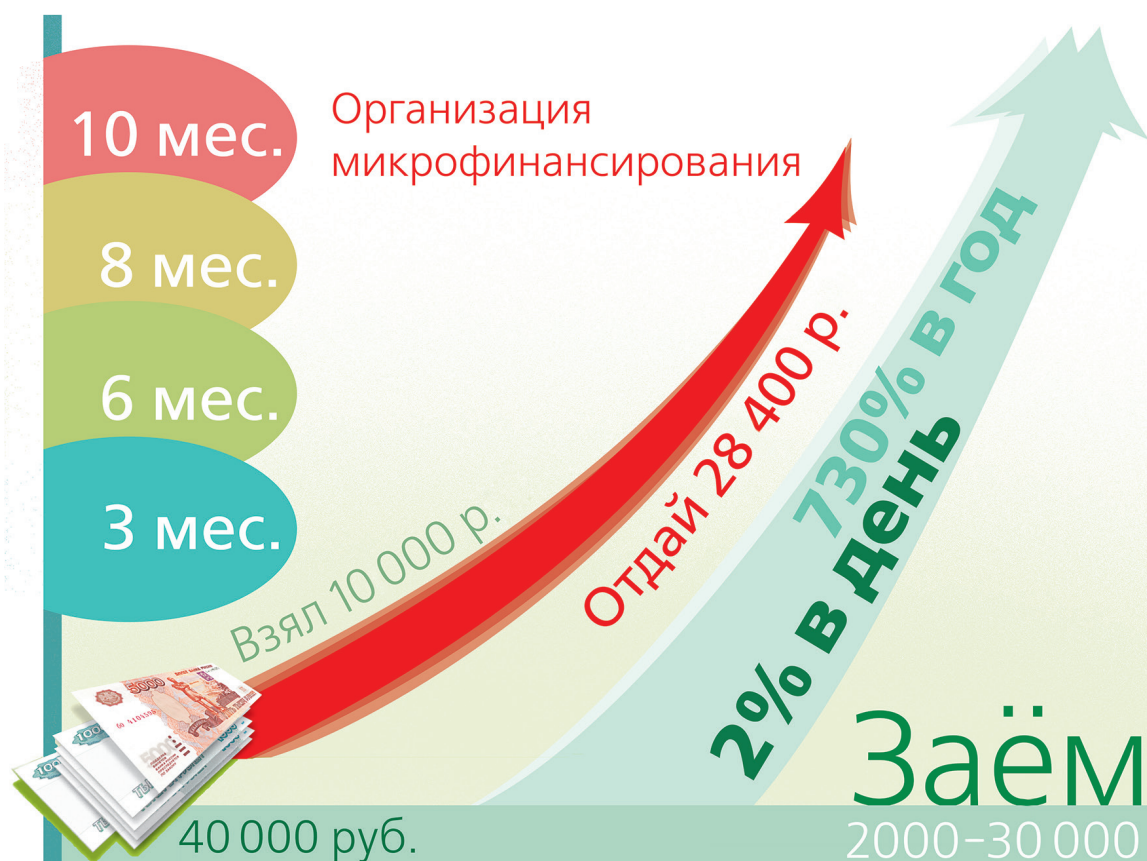 10 мес.
8 мес.
6 мес.
3 мес.
Организация
микрофинансирования
Взял 10 000 р.
Отдай 28 400 р.
730% в год
2% в день
Заём
40 000 руб.
2000–30 000
5000